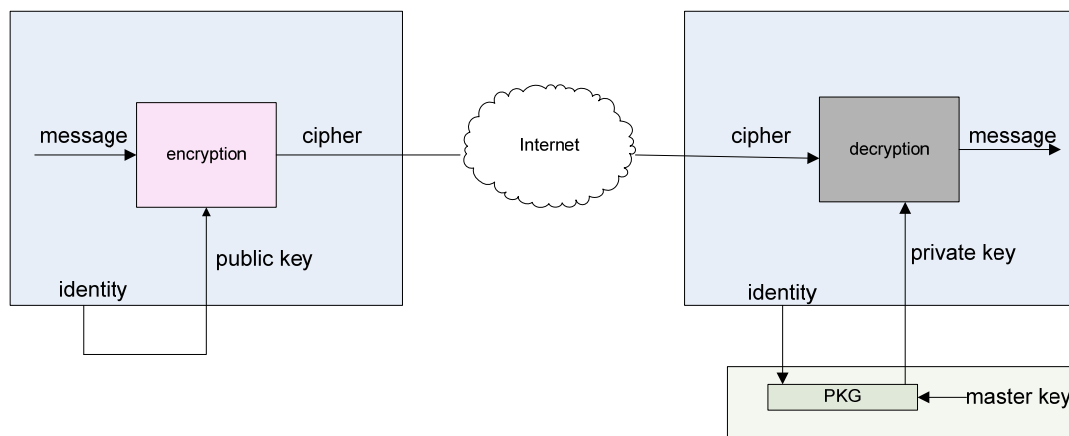 message
encryption
cipher
public key
identity
Internet
cipher
decryption
message
private key
identity
PKG
master key